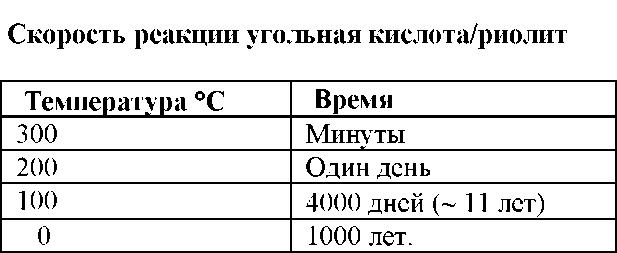 Скорость реакции угольная кислота/риолит
Температура °C Время
300 Минуты
200 Один день
100 4000 дней (~ 11 лет)
0 1000 лет.